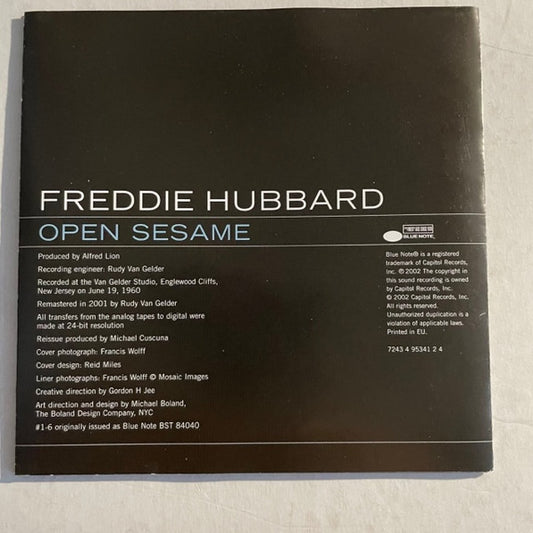 FREDDIE HUBBARD
OPEN SESAME
Produced by Alfred Lion
Recording engineer: Rudy Van Gelder
Recorded at the Van Gelder Studio, Englewood Cliffs,
New Jersey on June 19, 1960
Remastered in 2001 by Rudy Van Gelder
All transfers from the analog tapes to digital were
made at 24-bit resolution
Reissue produced by Michael Cuscuna
Cover photograph: Francis Wolff
Cover design: Reid Miles
Liner photographs: Francis Wolff © Mosaic Images
Creative direction by Gordon H Jee
Art direction and design by Michael Boland,
The Boland Design Company, NYC
#1-6 originally issued as Blue Note BST 84040
BLUE NOTE
Blue Note® is a registered
trademark of Capitol Records,
Inc. ℗ 2002 The copyright in
this sound recording is owned
by Capitol Records, Inc.
© 2002 Capitol Records, Inc.
All rights reserved.
Unauthorized duplication is a
violation of applicable laws.
Printed in EU.
7243 4 95341 2 4